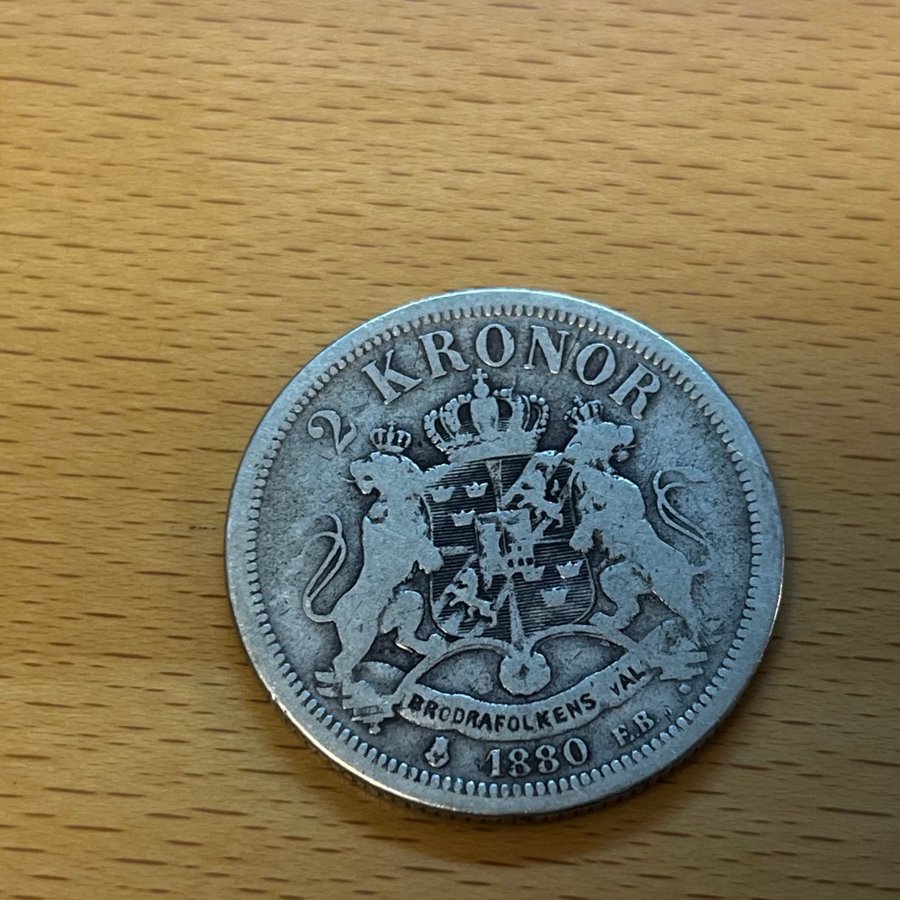 2 KRONOR
BRODRAFOLKENS VAL
1880 E.B.